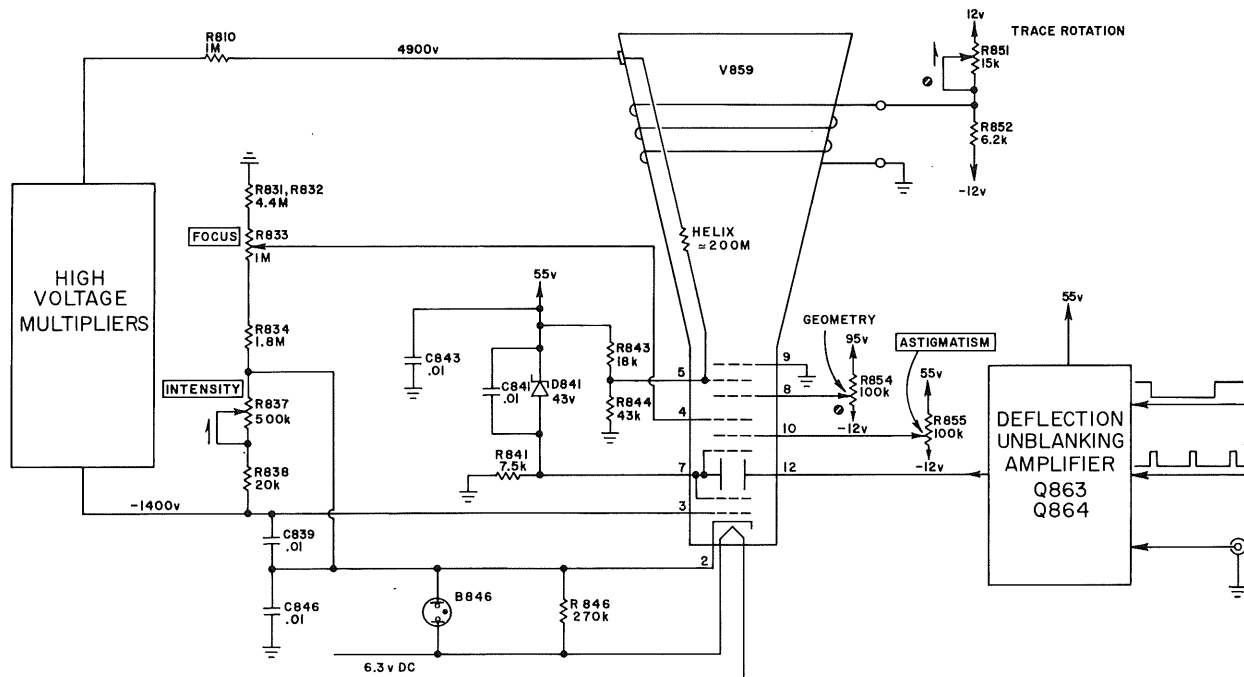 R810
1M
4900v
V859
12v
TRACE ROTATION
R851
15k
R852
6.2k
-12v
HIGH
VOLTAGE
MULTIPLIERS
R831,R832
4.4M
FOCUS
R833
1M
R834
1.8M
INTENSITY
R837
500k
R838
20k
-1400v
HELIX
≈200M
55v
C843
.01
C841
.01
D841
43v
R843
18k
R844
43k
R841
7.5k
5
4
7
3
2
9
8
10
12
GEOMETRY
95v
R854
100k
-12v
ASTIGMATISM
55v
R855
100k
-12v
55v
DEFLECTION
UNBLANKING
AMPLIFIER
Q863
Q864
C839
.01
C846
.01
B846
R846
270k
6.3v DC